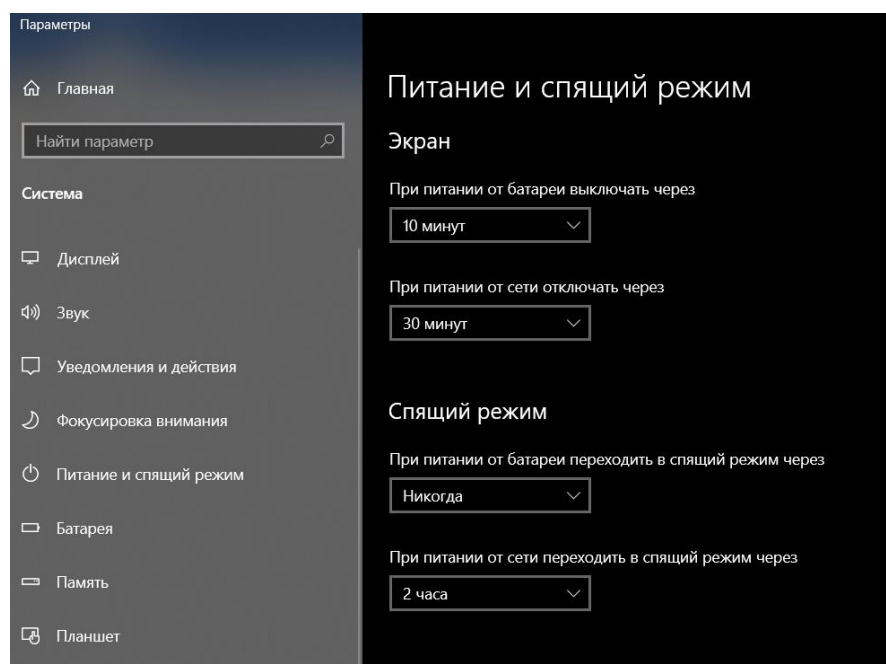 Параметры
Главная
Найти параметр
Система
Дисплей
Звук
Уведомления и действия
Фокусировка внимания
Питание и спящий режим
Батарея
Память
Планшет
Питание и спящий режим
Экран
При питании от батареи выключать через
10 минут
При питании от сети отключать через
30 минут
Спящий режим
При питании от батареи переходить в спящий режим через
Никогда
При питании от сети переходить в спящий режим через
2 часа